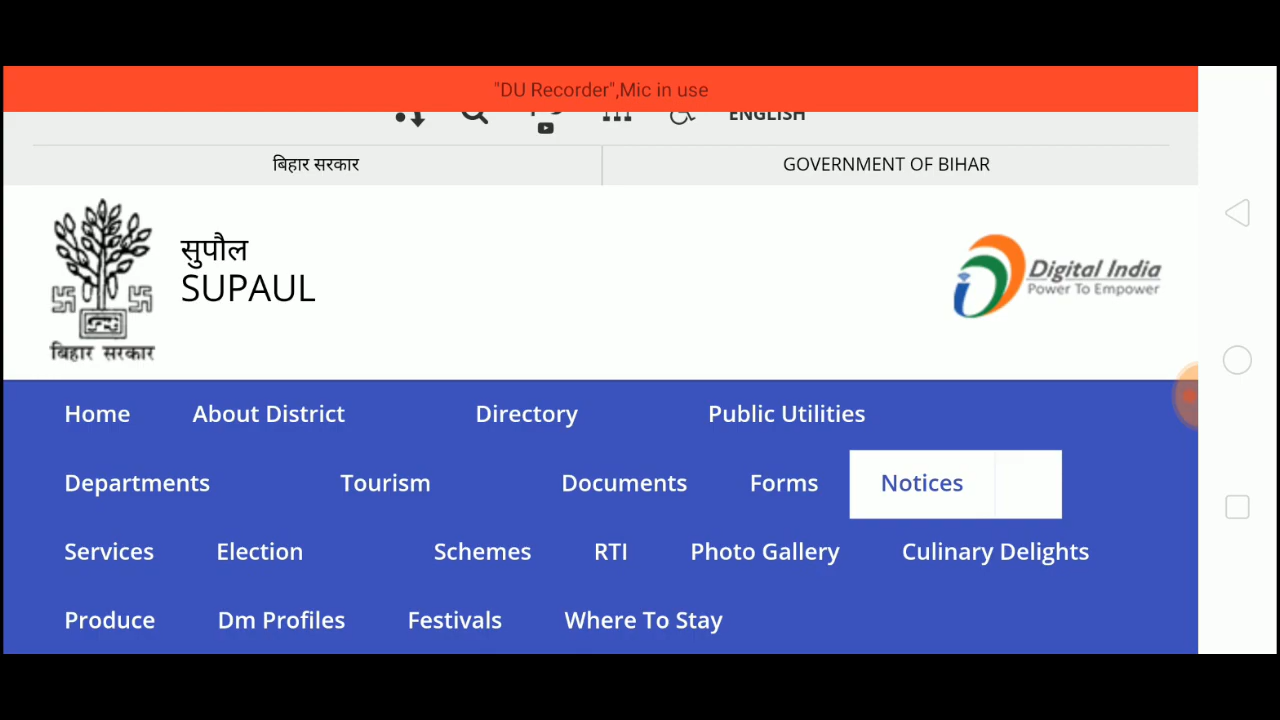 "DU Recorder",Mic in use
ENGLISH
बिहार सरकार GOVERNMENT OF BIHAR
सुपौल
SUPAUL
बिहार सरकार
Digital India
Power To Empower
Home About District Directory Public Utilities
Departments Tourism Documents Forms Notices
Services Election Schemes RTI Photo Gallery Culinary Delights
Produce Dm Profiles Festivals Where To Stay